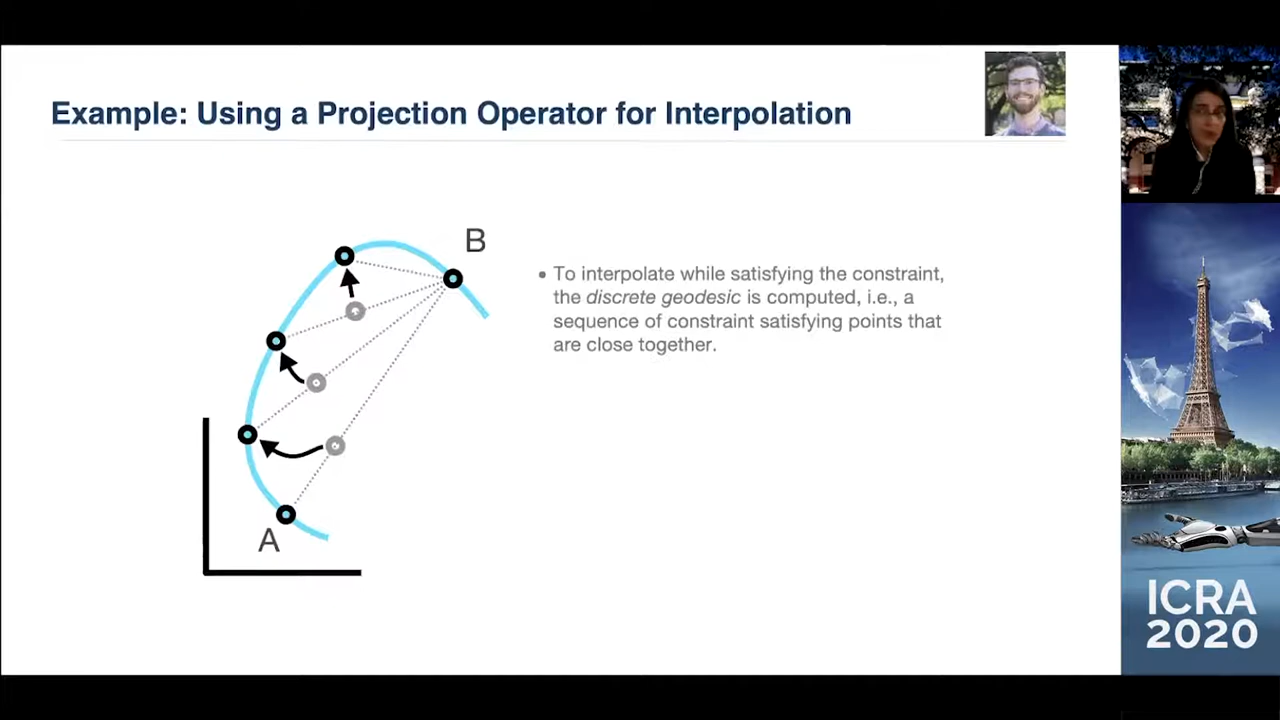 Example: Using a Projection Operator for Interpolation
B
• To interpolate while satisfying the constraint,
the discrete geodesic is computed, i.e., a
sequence of constraint satisfying points that
are close together.
A
ICRA
2020